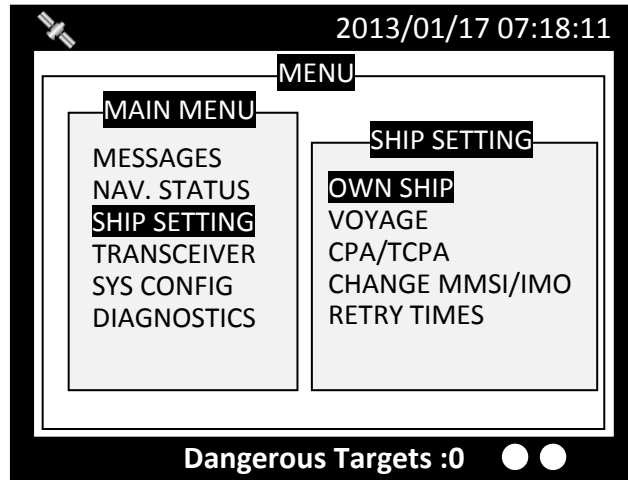 2013/01/17 07:18:11
MENU
MAIN MENU
MESSAGES
NAV. STATUS
SHIP SETTING
TRANSCEIVER
SYS CONFIG
DIAGNOSTICS
SHIP SETTING
OWN SHIP
VOYAGE
CPA/TCPA
CHANGE MMSI/IMO
RETRY TIMES
Dangerous Targets :0